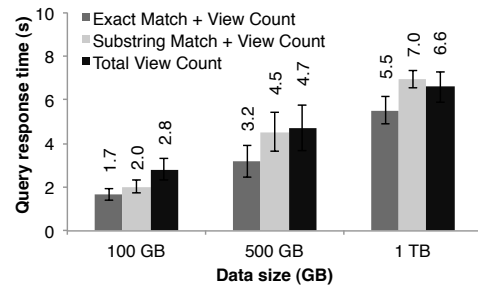 Exact Match + View Count
Substring Match + View Count
Total View Count
Query response time (s)
10
8
6
4
2
0
1.7
2.0
2.8
3.2
4.5
4.7
5.5
7.0
6.6
100 GB
500 GB
1 TB
Data size (GB)